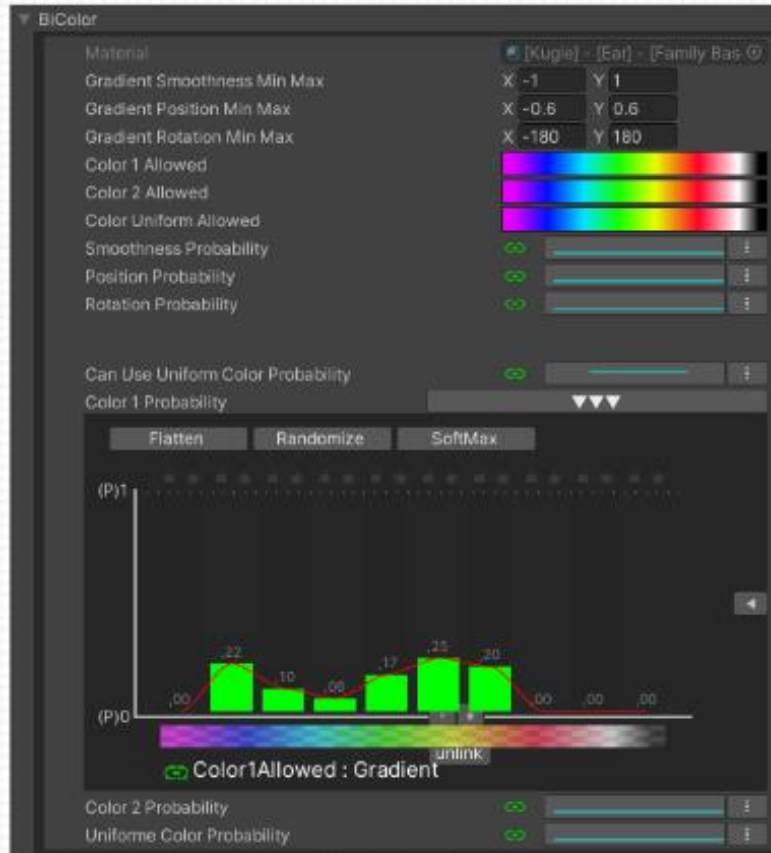 BiColor
Material [Kugle] - [Ear] - [Family Bas
Gradient Smoothness Min Max X -1 Y 1
Gradient Position Min Max X -0.6 Y 0.6
Gradient Rotation Min Max X -180 Y 180
Color 1 Allowed
Color 2 Allowed
Color Uniform Allowed
Smoothness Probability
Position Probability
Rotation Probability
Can Use Uniform Color Probability
Color 1 Probability
Flatten Randomize SoftMax
(P)1
,00 ,22 ,10 ,06 ,17 ,25 ,20 ,00 ,00 ,00
(P)0
unlink
Color1Allowed : Gradient
Color 2 Probability
Uniforme Color Probability